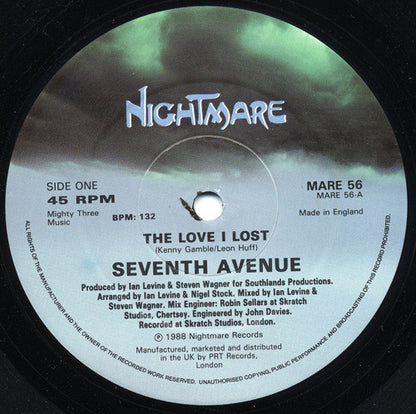 NIGHTMARE
SIDE ONE
45 RPM
Mighty Three
Music
BPM: 132
MARE 56
MARE 56-A
Made in England
THE LOVE I LOST
(Kenny Gamble/Leon Huff)
SEVENTH AVENUE
Produced by Ian Levine & Steven Wagner for Southlands Productions.
Arranged by Ian Levine & Nigel Stock. Mixed by Ian Levine &
Steven Wagner. Mix Engineer: Robin Sellars at Skratch
Studios, Chertsey. Engineered by John Davies.
Recorded at Skratch Studios, London.
℗ 1988 Nightmare Records
Manufactured, marketed and distributed
in the UK by PRT Records,
London.
ALL RIGHTS OF THE MANUFACTURER AND THE OWNER OF THE RECORDED WORK RESERVED. UNAUTHORISED COPYING, PUBLIC PERFORMANCE AND BROADCASTING OF THIS RECORD PROHIBITED.